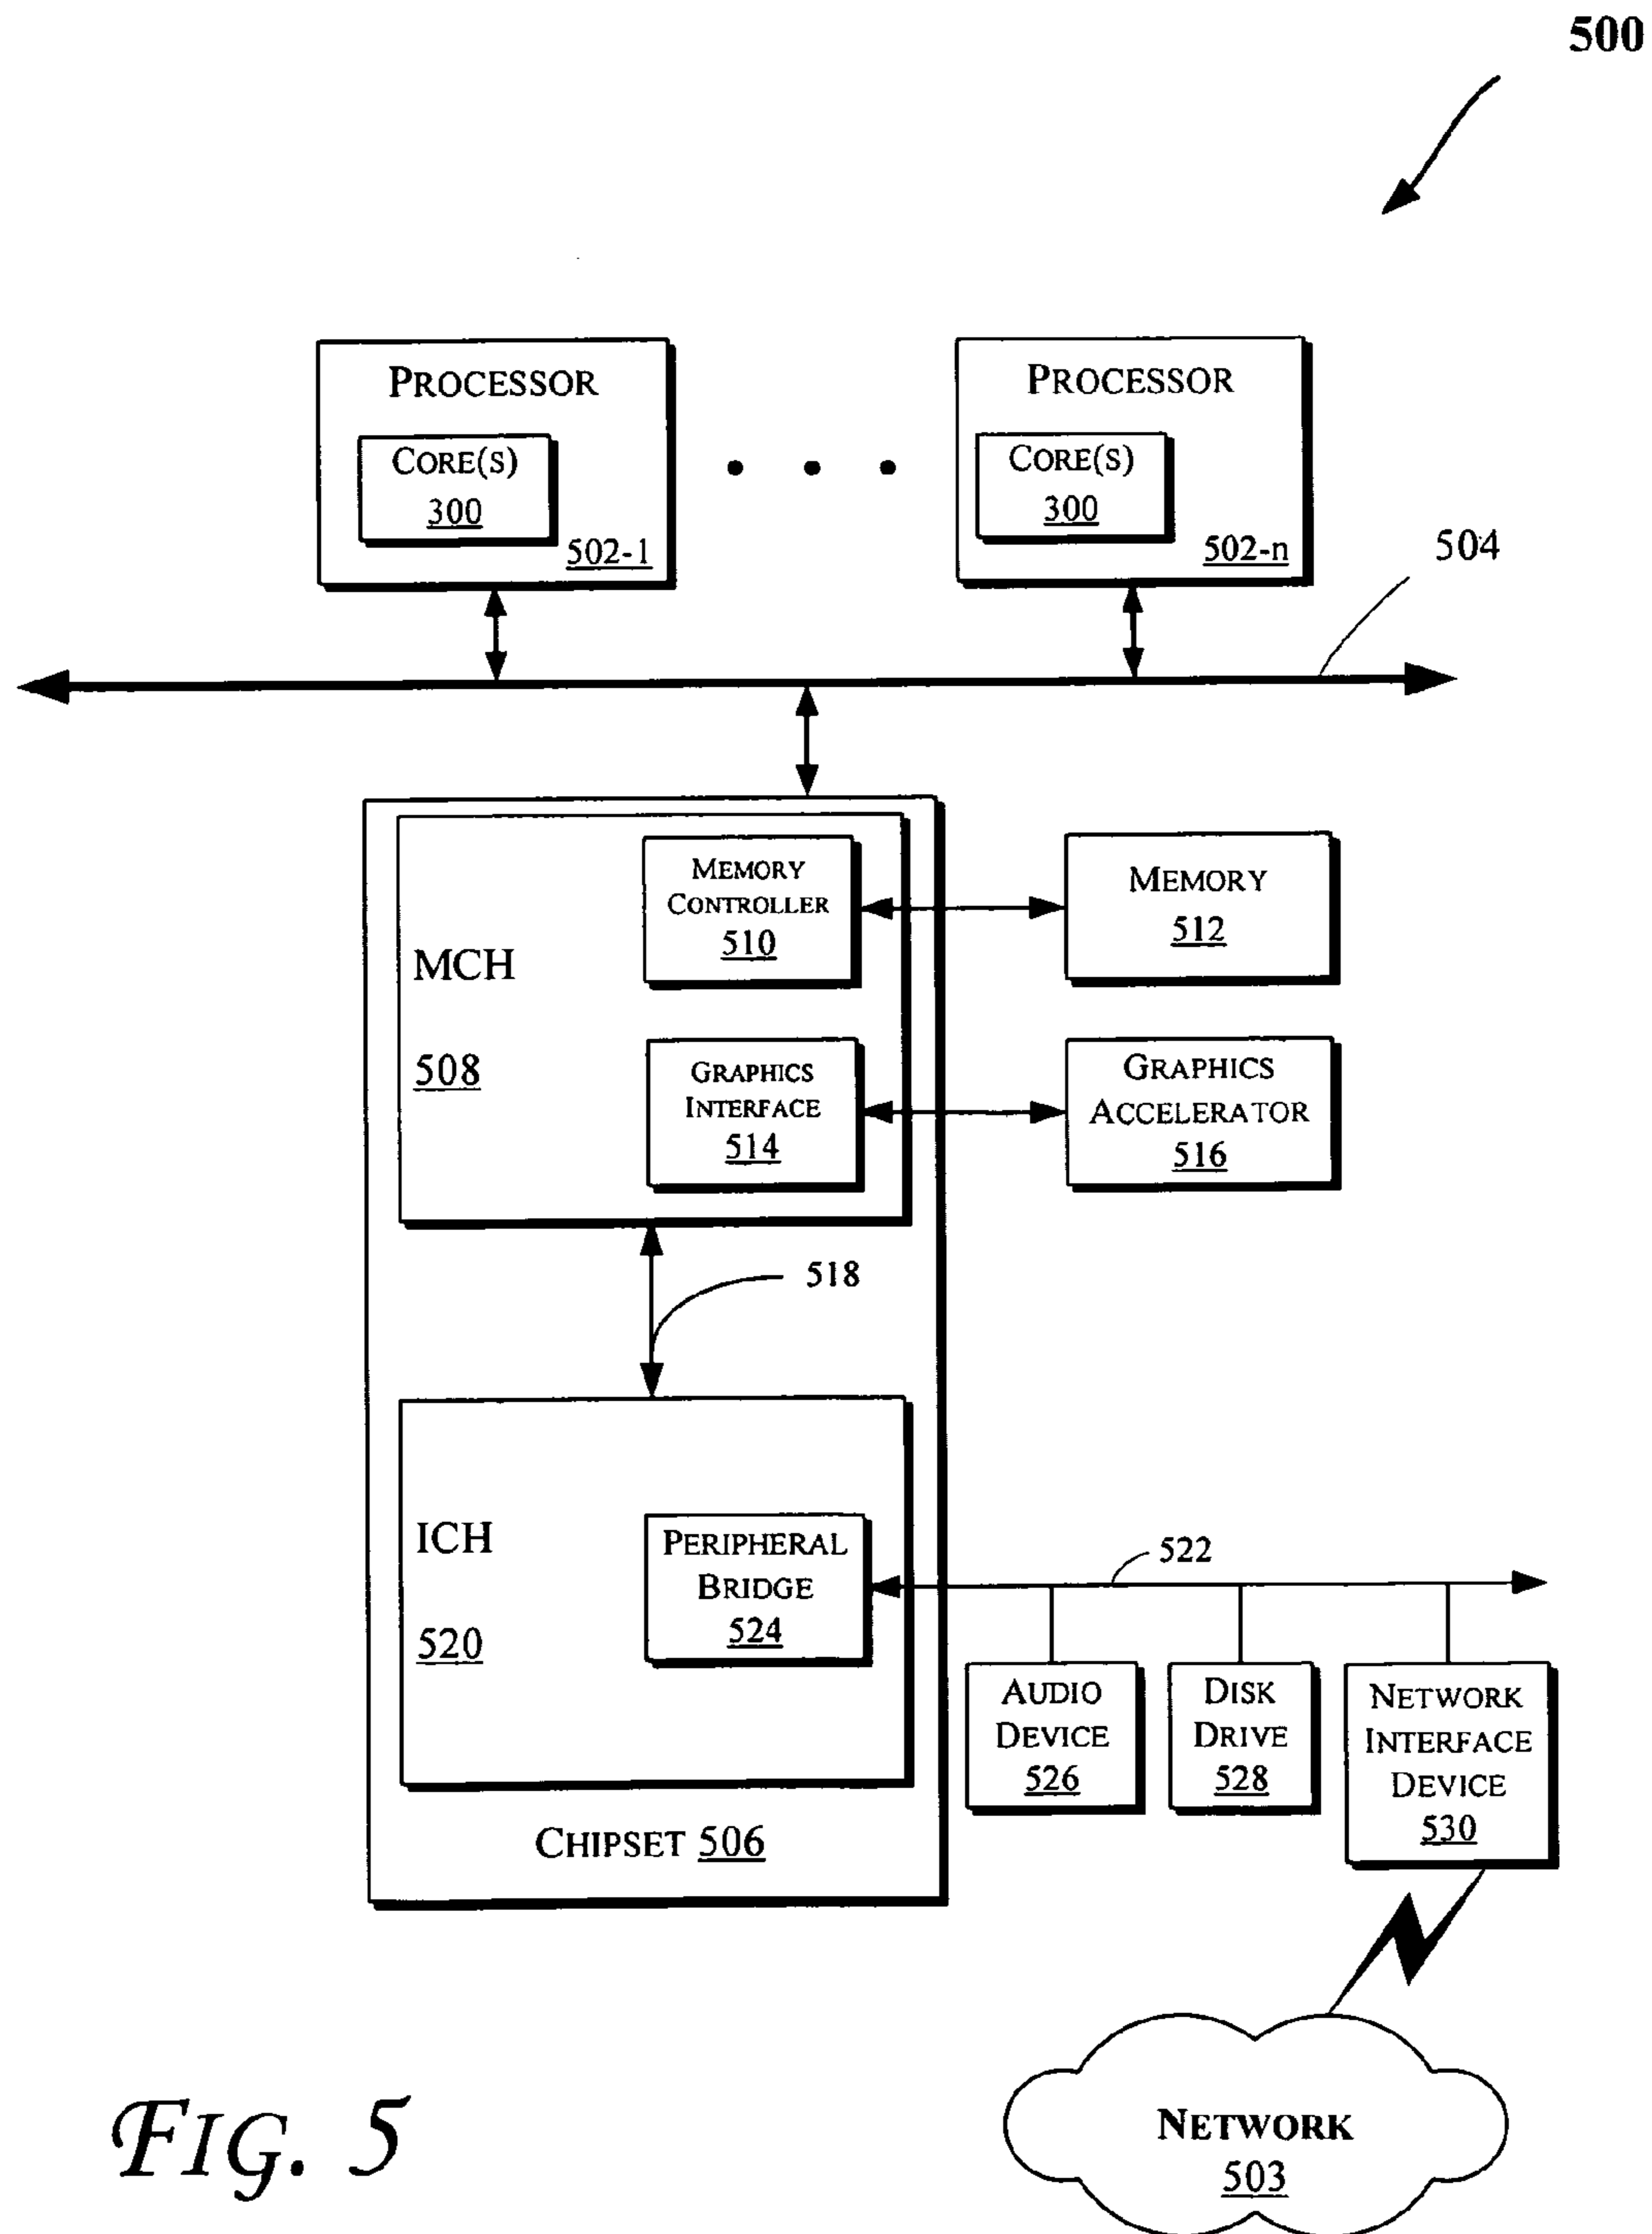 500
PROCESSOR
CORE(S)
300
502-1
PROCESSOR
CORE(S)
300
502-n
504
MEMORY
CONTROLLER
510
MEMORY
512
MCH
508
GRAPHICS
INTERFACE
514
GRAPHICS
ACCELERATOR
516
518
ICH
520
PERIPHERAL
BRIDGE
524
522
AUDIO
DEVICE
526
DISK
DRIVE
528
NETWORK
INTERFACE
DEVICE
530
CHIPSET 506
NETWORK
503
FIG. 5